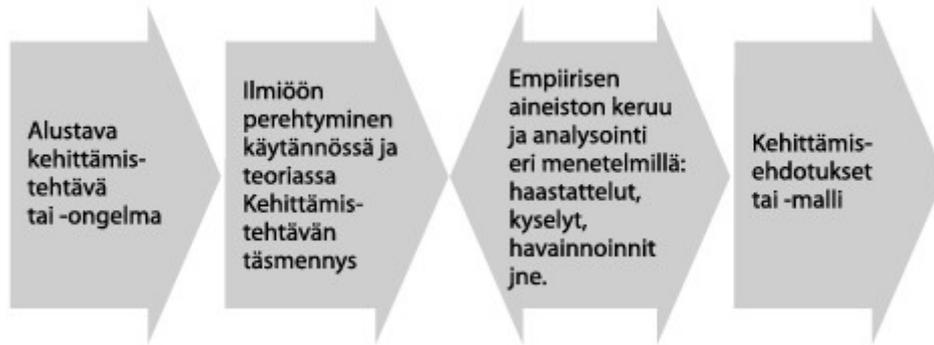 Alustava
kehittämis-
tehtävä
tai -ongelma
Ilmiöön
perehtyminen
käytännössä ja
teoriassa
Kehittämis-
tehtävän
täsmennys
Empiirisen
aineiston keruu
ja analysointi
eri menetelmillä:
haastattelut,
kyselyt,
havainnoinnit
jne.
Kehittämis-
ehdotukset
tai -malli